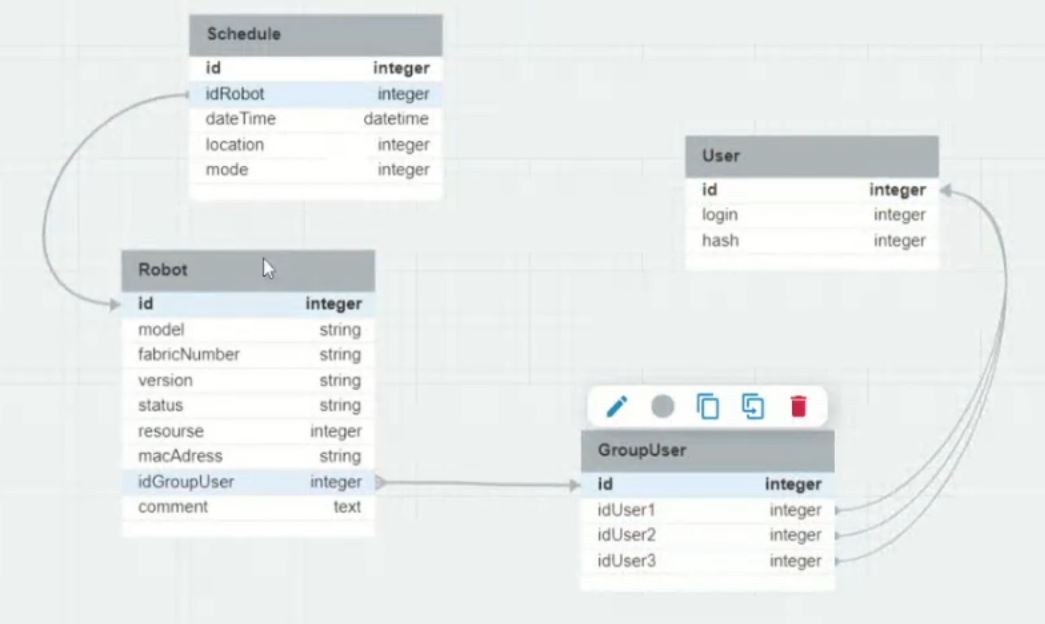 Schedule
id integer
idRobot integer
dateTime datetime
location integer
mode integer
User
id integer
login integer
hash integer
Robot
id integer
model string
fabricNumber string
version string
status string
resourse integer
macAdress string
idGroupUser integer
comment text
GroupUser
id integer
idUser1 integer
idUser2 integer
idUser3 integer